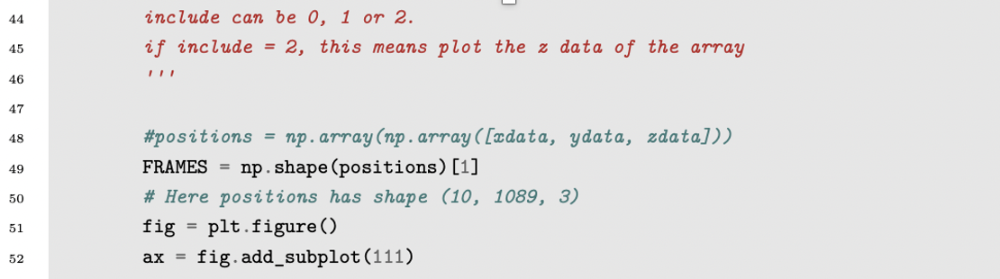 44 include can be 0, 1 or 2.
45 if include = 2, this means plot the z data of the array
46 '''
47
48 #positions = np.array(np.array([xdata, ydata, zdata]))
49 FRAMES = np.shape(positions)[1]
50 # Here positions has shape (10, 1089, 3)
51 fig = plt.figure()
52 ax = fig.add_subplot(111)